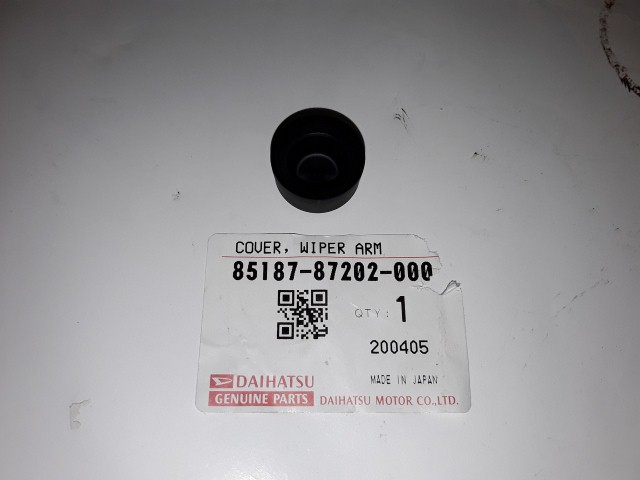 COVER, WIPER ARM
85187-87202-000
QTY: 1
200405
MADE IN JAPAN
DAIHATSU
GENUINE PARTS
DAIHATSU MOTOR CO.,LTD.